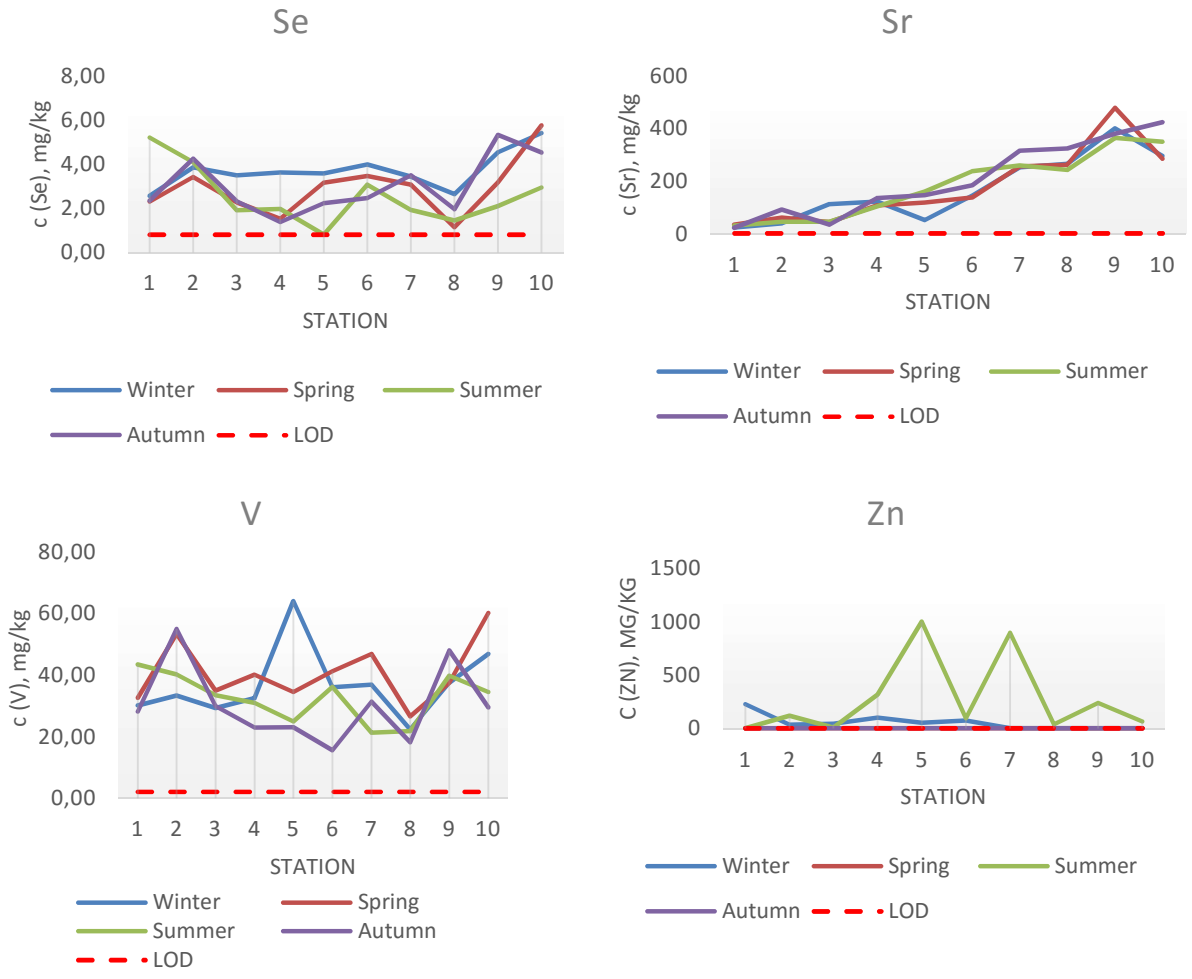 Se
c (Se), mg/kg
8,00
6,00
4,00
2,00
0,00
1 2 3 4 5 6 7 8 9 10
STATION
Winter Spring Summer
Autumn LOD
Sr
c (Sr), mg/kg
600
400
200
0
1 2 3 4 5 6 7 8 9 10
STATION
Winter Spring Summer
Autumn LOD
V
c (V), mg/kg
80,00
60,00
40,00
20,00
0,00
1 2 3 4 5 6 7 8 9 10
STATION
Winter Spring
Summer Autumn
LOD
Zn
C (ZN), MG/KG
1500
1000
500
0
1 2 3 4 5 6 7 8 9 10
STATION
Winter Spring Summer
Autumn LOD